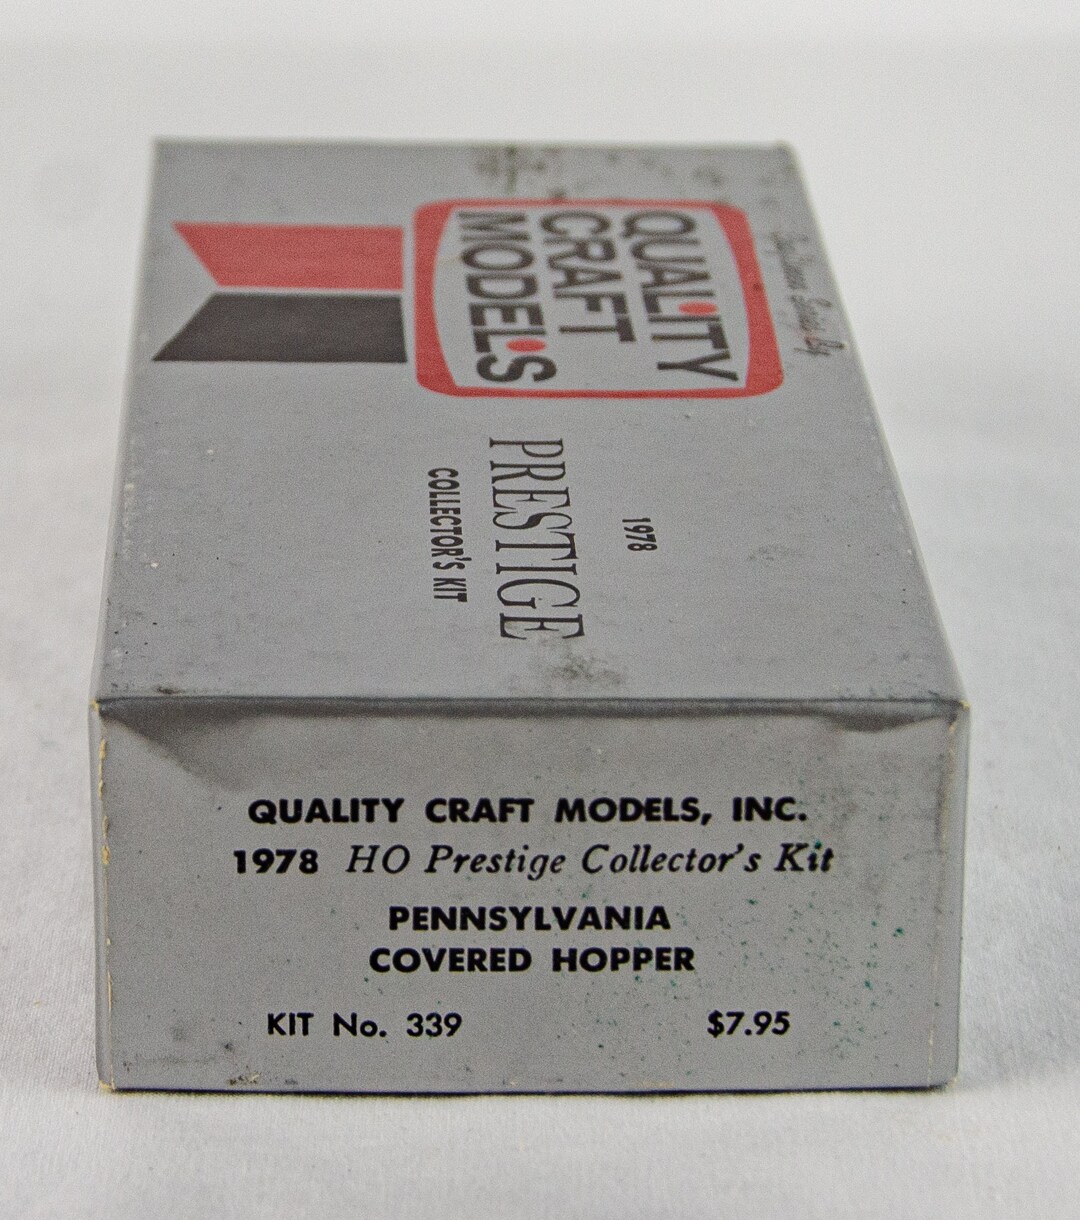 QUALITY
CRAFT
MODELS
1978
PRESTIGE
COLLECTOR'S KIT
QUALITY CRAFT MODELS, INC.
1978 HO Prestige Collector's Kit
PENNSYLVANIA
COVERED HOPPER
KIT No. 339
$7.95